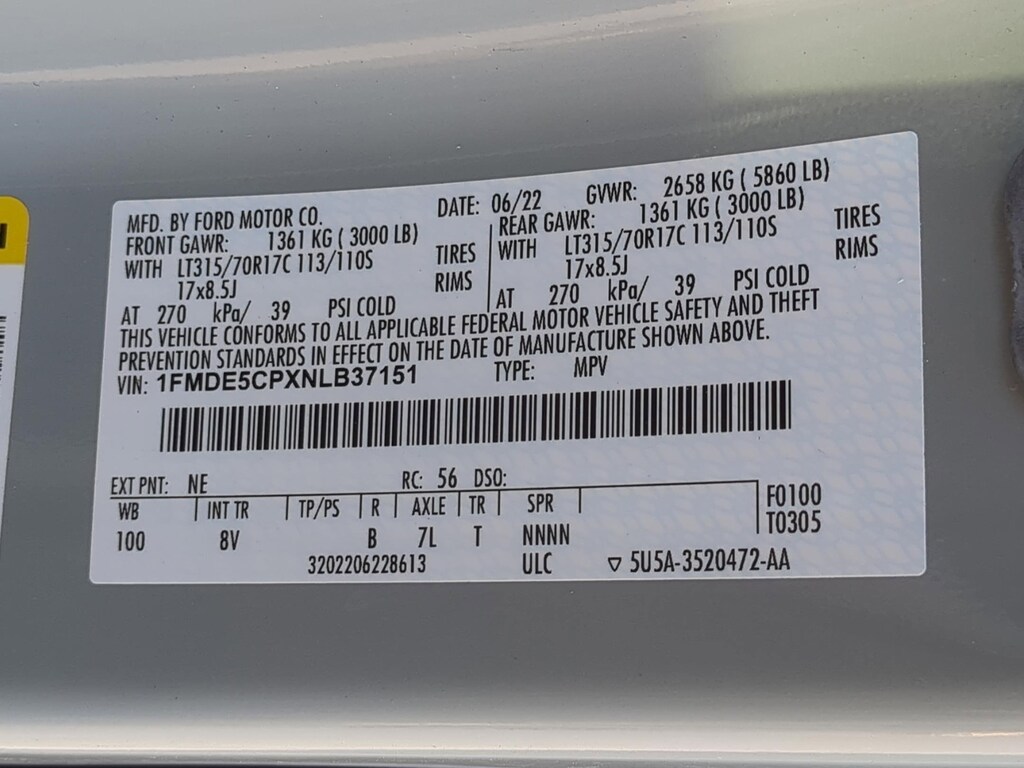 MFD. BY FORD MOTOR CO. DATE: 06/22 GVWR: 2658 KG ( 5860 LB)
FRONT GAWR: 1361 KG ( 3000 LB) REAR GAWR: 1361 KG ( 3000 LB)
WITH LT315/70R17C 113/110S TIRES WITH LT315/70R17C 113/110S TIRES
17x8.5J RIMS 17x8.5J RIMS
AT 270 kPa/ 39 PSI COLD AT 270 kPa/ 39 PSI COLD
THIS VEHICLE CONFORMS TO ALL APPLICABLE FEDERAL MOTOR VEHICLE SAFETY AND THEFT
PREVENTION STANDARDS IN EFFECT ON THE DATE OF MANUFACTURE SHOWN ABOVE.
VIN: 1FMDE5CPXNLB37151 TYPE: MPV
EXT PNT: NE RC: 56 DSO:
WB INT TR TP/PS R AXLE TR SPR F0100
100 8V B 7L T NNNN T0305
3202206228613 ULC ▽ 5U5A-3520472-AA